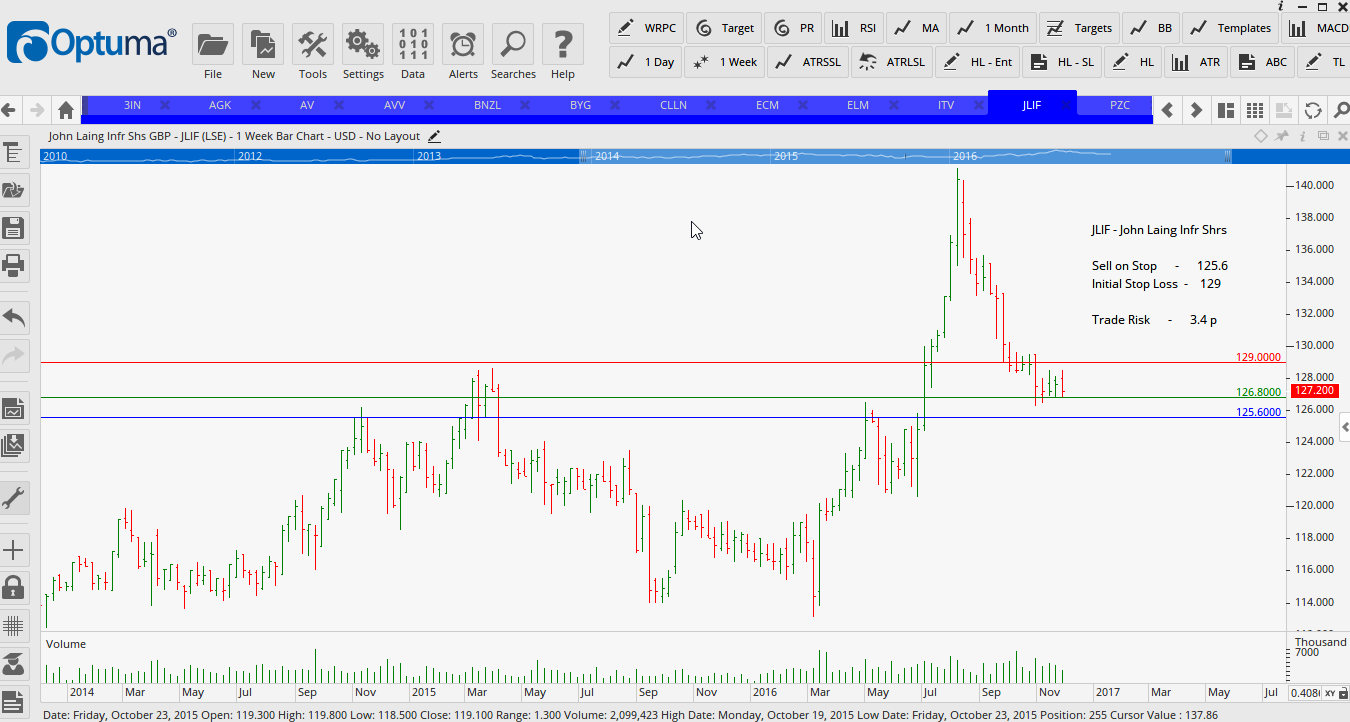 Optuma®
File
New
Tools
Settings
101
010
011
Data
Alerts
Searches
Help
WRPC
Target
PR
RSI
MA
1 Month
Targets
BB
Templates
MACD
1 Day
1 Week
ATRSSL
ATRLSL
HL - Ent
HL - SL
HL
ATR
ABC
TL
3IN
AGK
AV
AVV
BNZL
BYG
CLLN
ECM
ELM
ITV
JLIF
PZC
John Laing Infr Shs GBP - JLIF (LSE) - 1 Week Bar Chart - USD - No Layout
2010
2012
2013
2014
2015
2016
JLIF - John Laing Infr Shrs
Sell on Stop - 125.6
Initial Stop Loss - 129
Trade Risk - 3.4 p
140.000
138.000
136.000
134.000
132.000
130.000
129.0000
128.000
127.200
126.8000
126.000
125.6000
124.000
122.000
120.000
118.000
116.000
114.000
Volume
Thousand
7000
2014 Mar May Jul Sep Nov 2015 Mar May Jul Sep Nov 2016 Mar May Jul Sep Nov 2017 Mar May Jul
XY
Date: Friday, October 23, 2015 Open: 119.300 High: 119.800 Low: 118.500 Close: 119.100 Range: 1.300 Volume: 2,099,423 High Date: Monday, October 19, 2015 Low Date: Friday, October 23, 2015 Position: 255 Cursor Value : 137.86